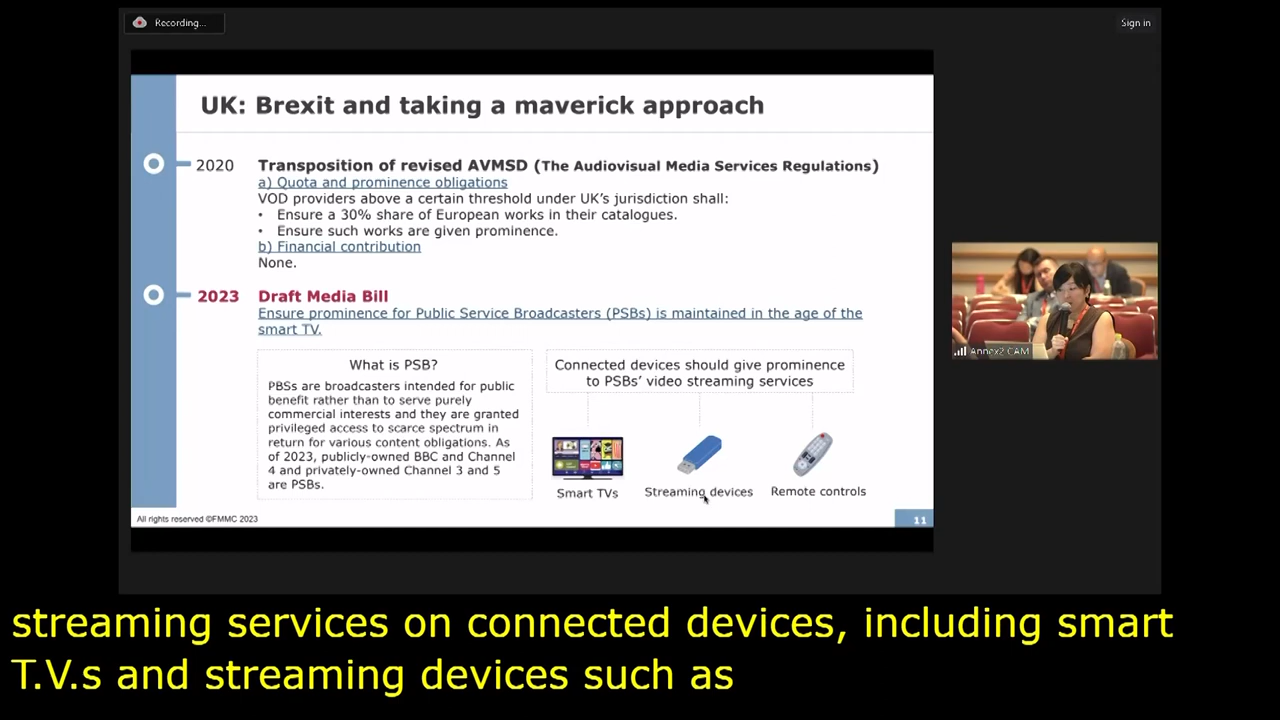 Recording...
Sign in
UK: Brexit and taking a maverick approach
2020
Transposition of revised AVMSD (The Audiovisual Media Services Regulations)
a) Quota and prominence obligations
VOD providers above a certain threshold under UK's jurisdiction shall:
• Ensure a 30% share of European works in their catalogues.
• Ensure such works are given prominence.
b) Financial contribution
None.
2023
Draft Media Bill
Ensure prominence for Public Service Broadcasters (PSBs) is maintained in the age of the
smart TV.
What is PSB?
PBSs are broadcasters intended for public
benefit rather than to serve purely
commercial interests and they are granted
privileged access to scarce spectrum in
return for various content obligations. As
of 2023, publicly-owned BBC and Channel
4 and privately-owned Channel 3 and 5
are PSBs.
Connected devices should give prominence
to PSBs' video streaming services
Smart TVs
Streaming devices
Remote controls
All rights reserved ©FMMC 2023
11
Annex2 CAM
streaming services on connected devices, including smart
T.V.s and streaming devices such as